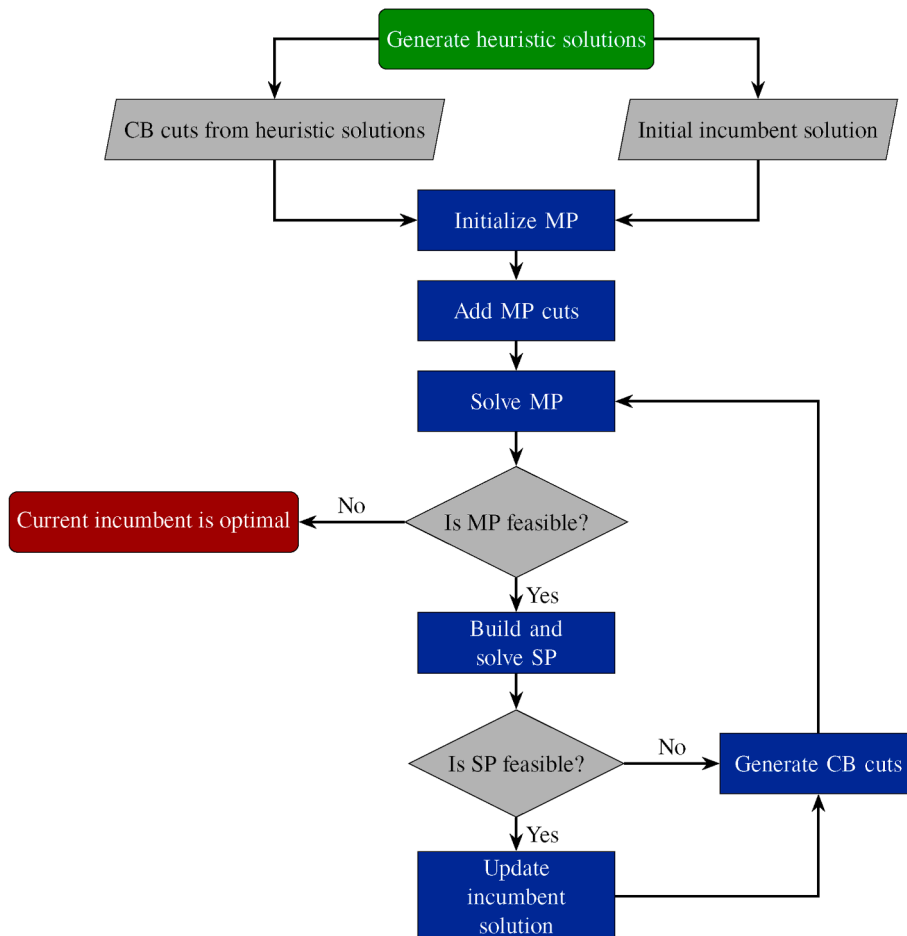 Generate heuristic solutions
CB cuts from heuristic solutions
Initial incumbent solution
Initialize MP
Add MP cuts
Solve MP
Current incumbent is optimal
No
Is MP feasible?
Yes
Build and
solve SP
Is SP feasible?
No
Generate CB cuts
Yes
Update
incumbent
solution